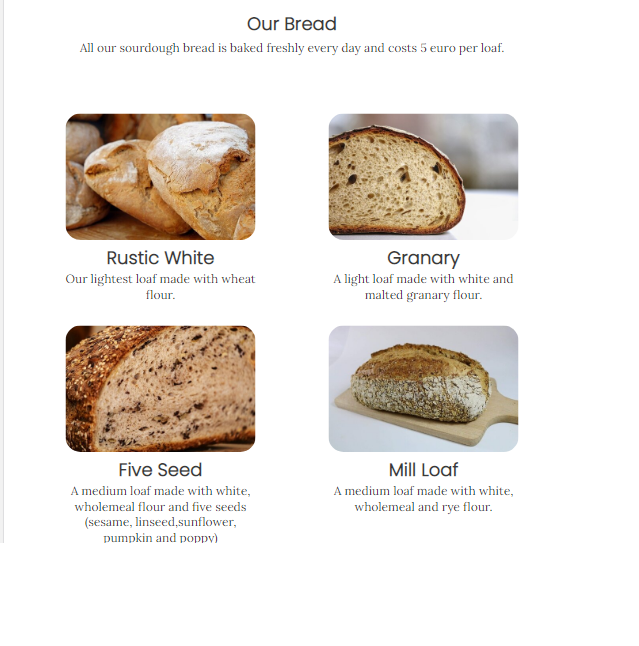 Our Bread
All our sourdough bread is baked freshly every day and costs 5 euro per loaf.
Rustic White
Our lightest loaf made with wheat
flour.
Granary
A light loaf made with white and
malted granary flour.
Five Seed
A medium loaf made with white,
wholemeal flour and five seeds
(sesame, linseed,sunflower,
pumpkin and poppy)
Mill Loaf
A medium loaf made with white,
wholemeal and rye flour.